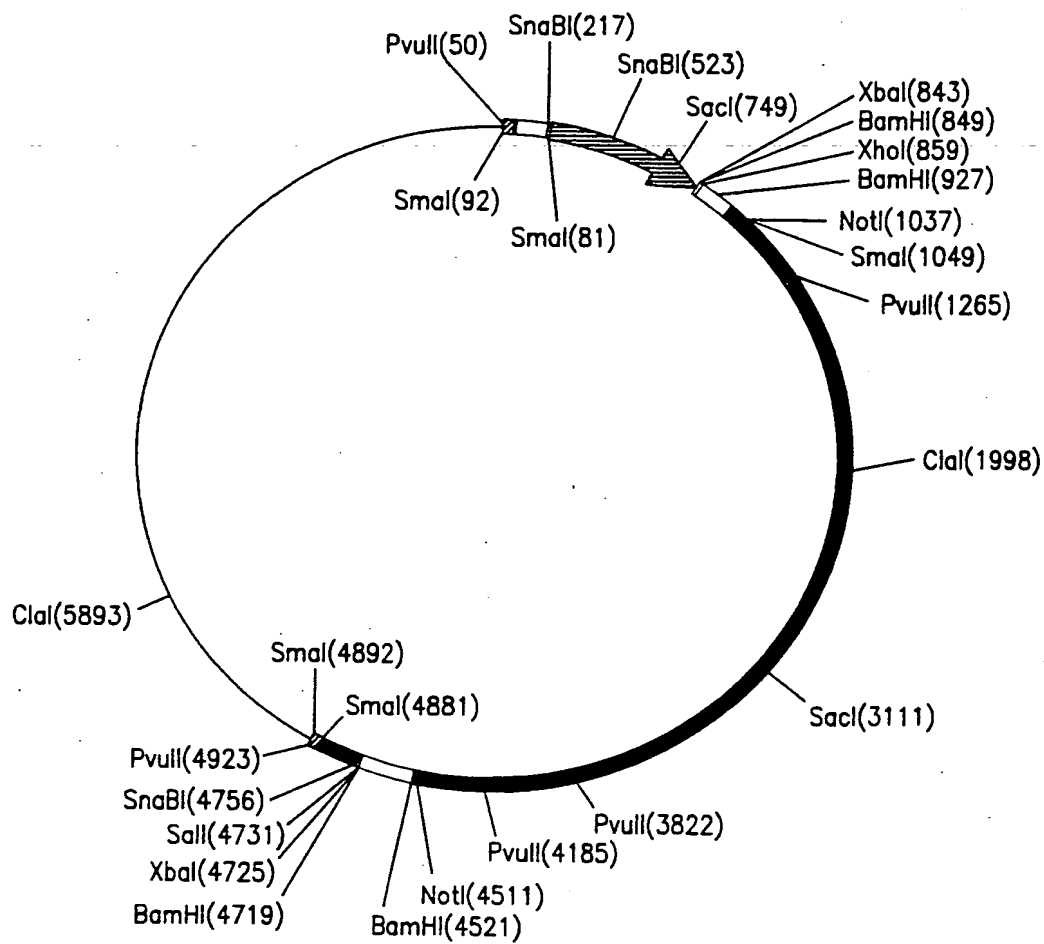 PvuII(50)
SnaBI(217)
SnaBI(523)
SacI(749)
XbaI(843)
BamHI(849)
XhoI(859)
BamHI(927)
NotI(1037)
SmaI(1049)
PvuII(1265)
SmaI(92)
SmaI(81)
ClaI(1998)
ClaI(5893)
SmaI(4892)
SmaI(4881)
SacI(3111)
PvuII(4923)
SnaBI(4756)
SalI(4731)
XbaI(4725)
BamHI(4719)
PvuII(3822)
PvuII(4185)
NotI(4511)
BamHI(4521)